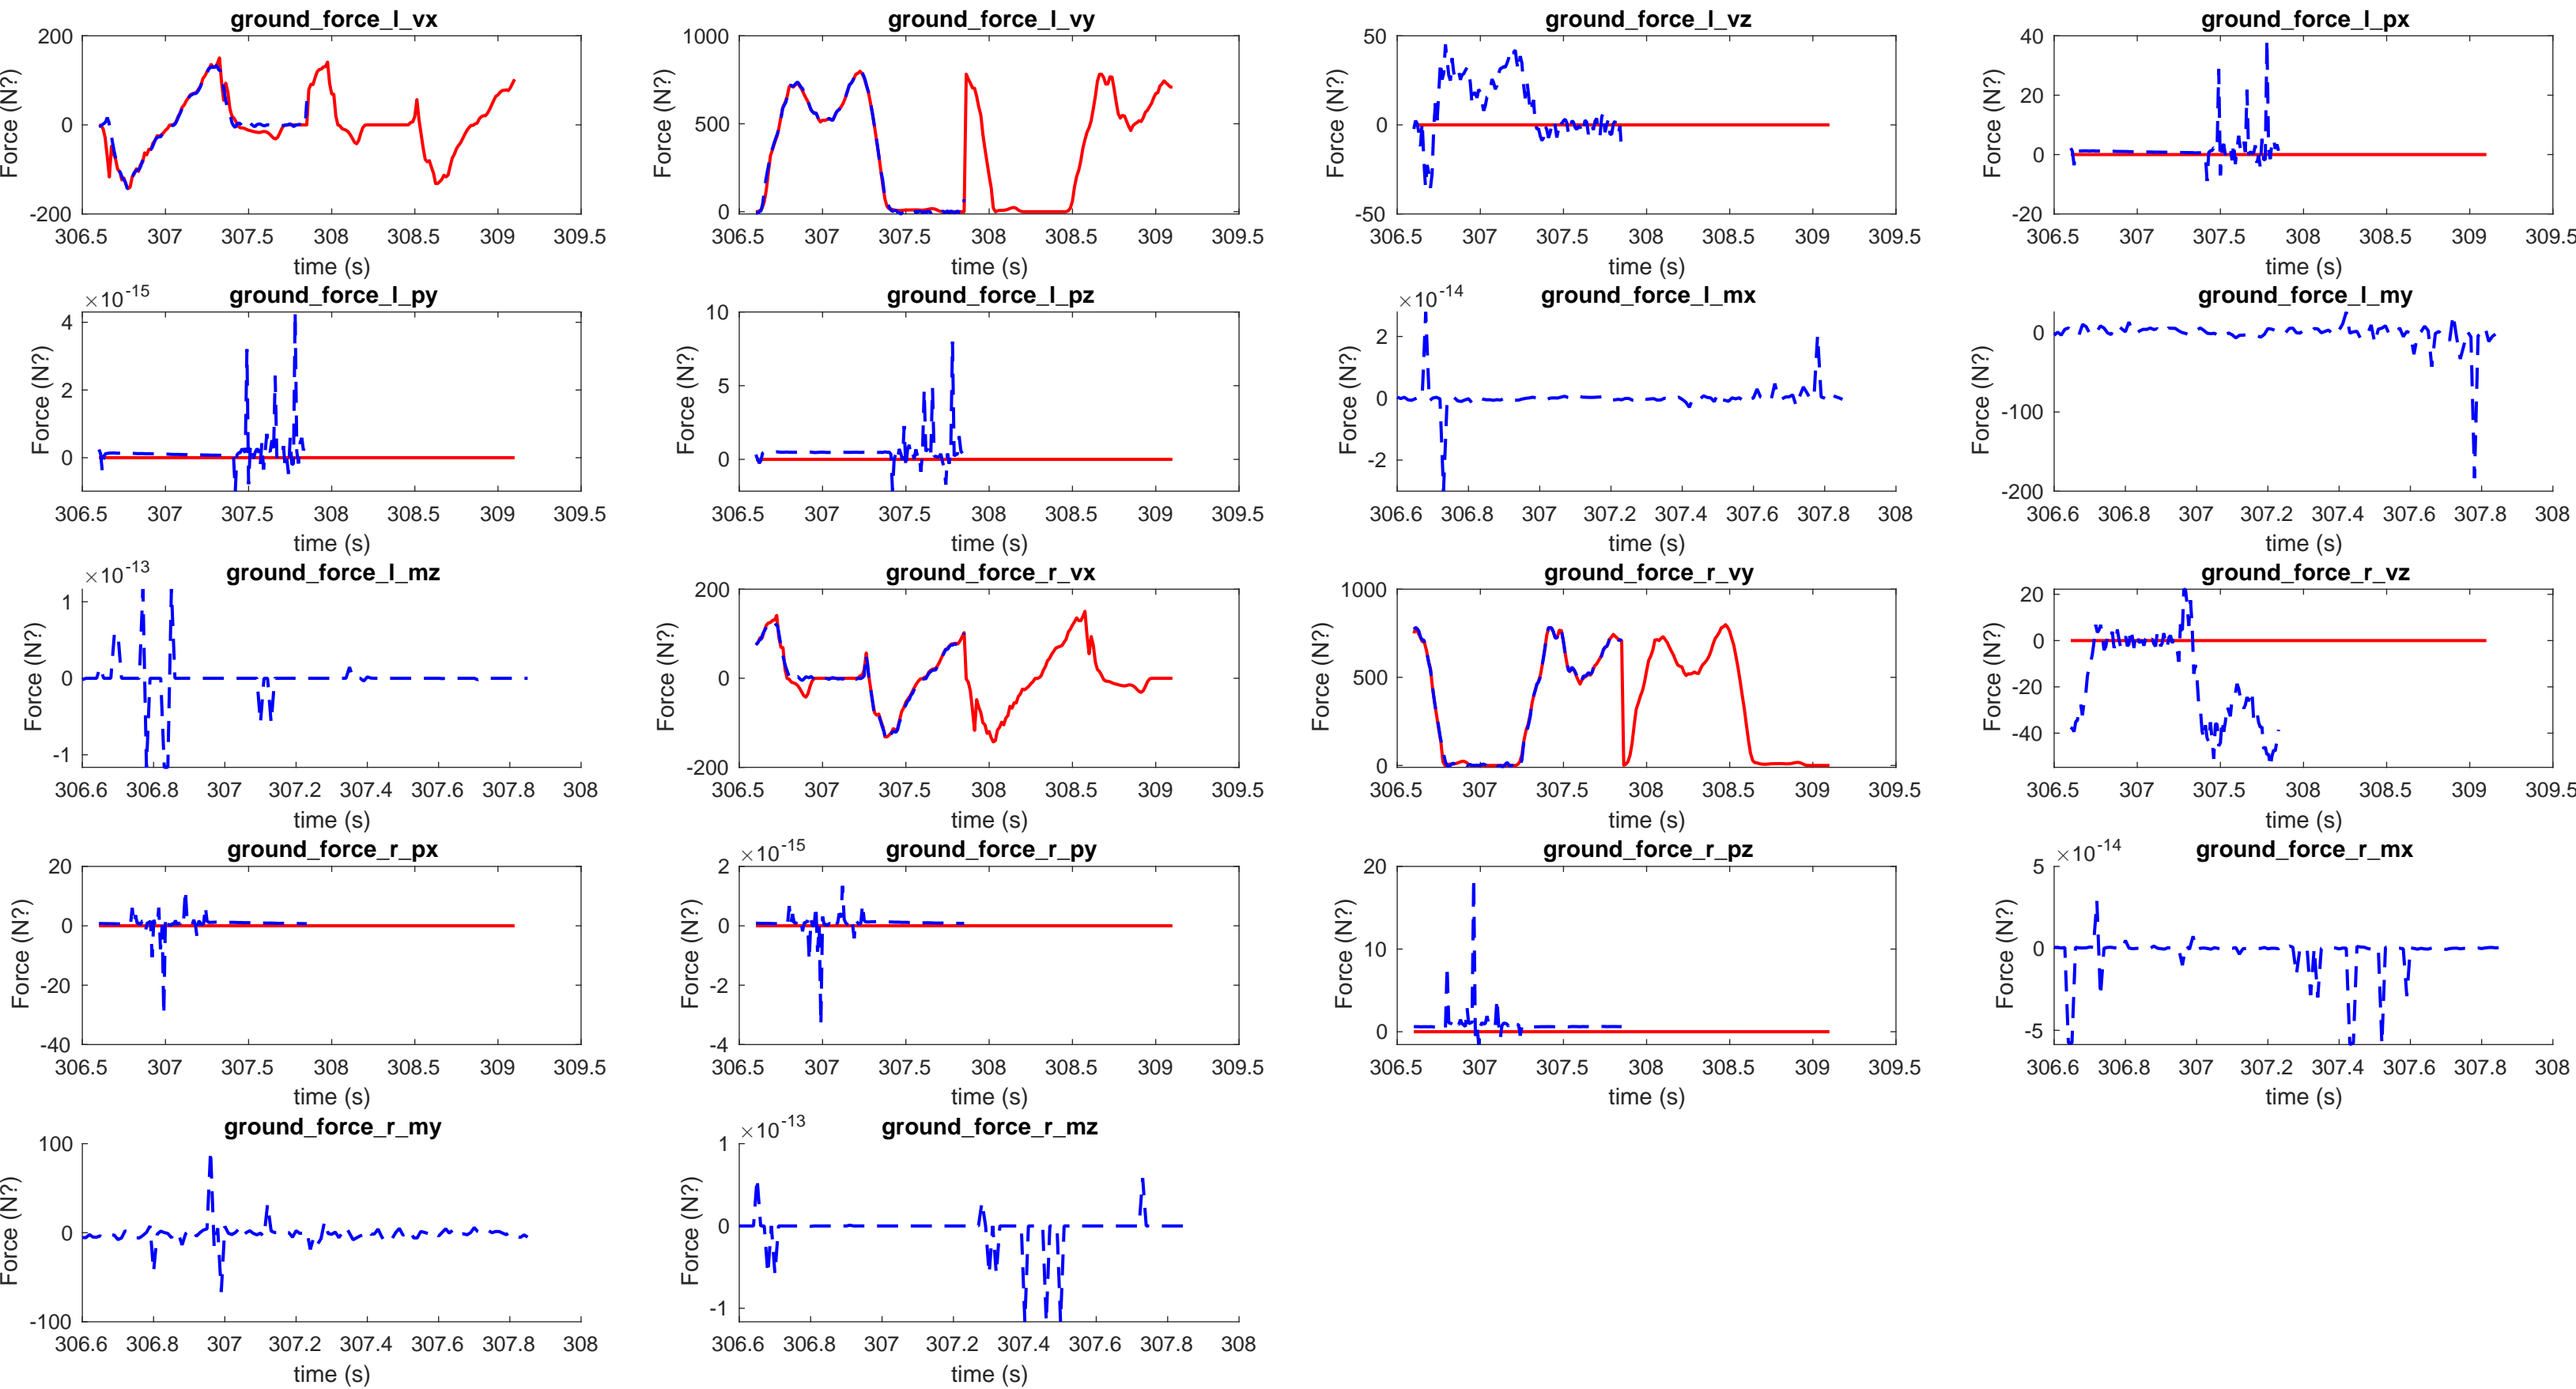 ground_force_l_vx
200
0
-200
Force (N?)
306.5 307 307.5 308 308.5 309 309.5
time (s)
ground_force_l_vy
1000
500
0
Force (N?)
306.5 307 307.5 308 308.5 309 309.5
time (s)
ground_force_l_vz
50
0
-50
Force (N?)
306.5 307 307.5 308 308.5 309 309.5
time (s)
ground_force_l_px
40
20
0
-20
Force (N?)
306.5 307 307.5 308 308.5 309 309.5
time (s)
×10-15
ground_force_l_py
4
2
0
Force (N?)
306.5 307 307.5 308 308.5 309 309.5
time (s)
ground_force_l_pz
10
5
0
Force (N?)
306.5 307 307.5 308 308.5 309 309.5
time (s)
×10-14
ground_force_l_mx
2
0
-2
Force (N?)
306.6 306.8 307 307.2 307.4 307.6 307.8 308
time (s)
ground_force_l_my
0
-100
-200
Force (N?)
306.6 306.8 307 307.2 307.4 307.6 307.8 308
time (s)
×10-13
ground_force_l_mz
1
0
-1
Force (N?)
306.6 306.8 307 307.2 307.4 307.6 307.8 308
time (s)
ground_force_r_vx
200
0
-200
Force (N?)
306.5 307 307.5 308 308.5 309 309.5
time (s)
ground_force_r_vy
1000
500
0
Force (N?)
306.5 307 307.5 308 308.5 309 309.5
time (s)
ground_force_r_vz
20
0
-20
-40
Force (N?)
306.5 307 307.5 308 308.5 309 309.5
time (s)
ground_force_r_px
20
0
-20
-40
Force (N?)
306.5 307 307.5 308 308.5 309 309.5
time (s)
×10-15
ground_force_r_py
2
0
-2
-4
Force (N?)
306.5 307 307.5 308 308.5 309 309.5
time (s)
ground_force_r_pz
20
10
0
Force (N?)
306.5 307 307.5 308 308.5 309 309.5
time (s)
×10-14
ground_force_r_mx
5
0
-5
Force (N?)
306.6 306.8 307 307.2 307.4 307.6 307.8 308
time (s)
ground_force_r_my
100
0
-100
Force (N?)
306.6 306.8 307 307.2 307.4 307.6 307.8 308
time (s)
×10-13
ground_force_r_mz
1
0
-1
Force (N?)
306.6 306.8 307 307.2 307.4 307.6 307.8 308
time (s)